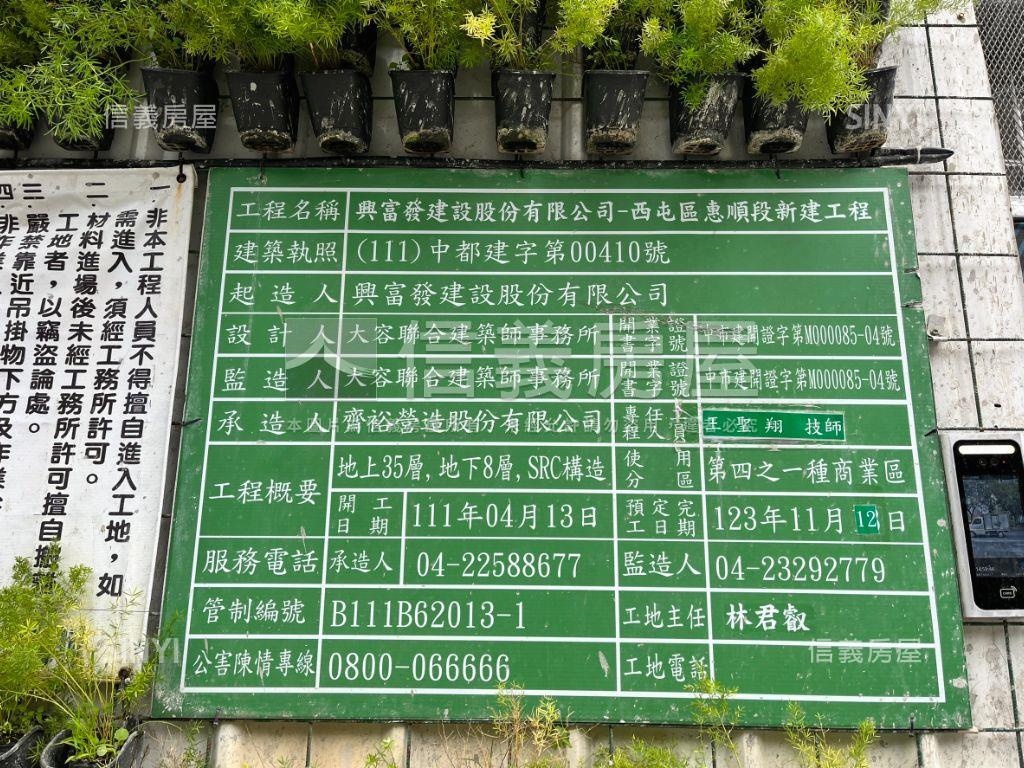 信義房屋
SINYI
一、非本工程人員不得擅自進入工地，如
需進入，須經工務所許可。
二、材料進場後未經工務所許可擅自搬
工地者，以竊盜論處。
三、嚴禁靠近吊掛物下方及作業
四、非作業
工程名稱 興富發建設股份有限公司-西屯區惠順段新建工程
建築執照 (111)中都建字第00410號
起造人 興富發建設股份有限公司
設計人 大容聯合建築師事務所 開業證書字號 中市建開證字第M000085-04號
監造人 大容聯合建築師事務所 開業證書字號 中市建開證字第M000085-04號
承造人 齊裕營造股份有限公司 專任工程人員 王聖翔 技師
工程概要 地上35層,地下8層,SRC構造 使用分區 第四之一種商業區
開工日期 111年04月13日 預定完工日期 123年11月12日
服務電話 承造人 04-22588677 監造人 04-23292779
管制編號 B111B62013-1 工地主任 林君叡
公害陳情專線 0800-066666 工地電話
信義房屋
SINYI
信義房屋